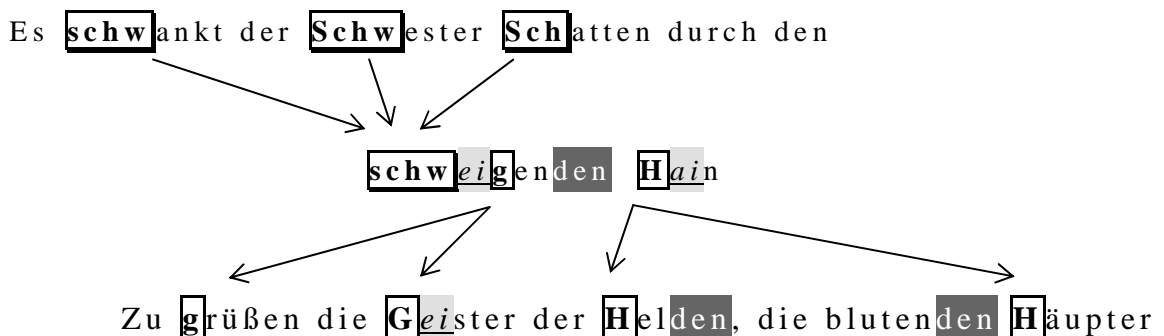 Es schwankt der Schwester Schatten durch den
schweigenden Hain
Zu grüßen die Geister der Helden, die blutenden Häupter